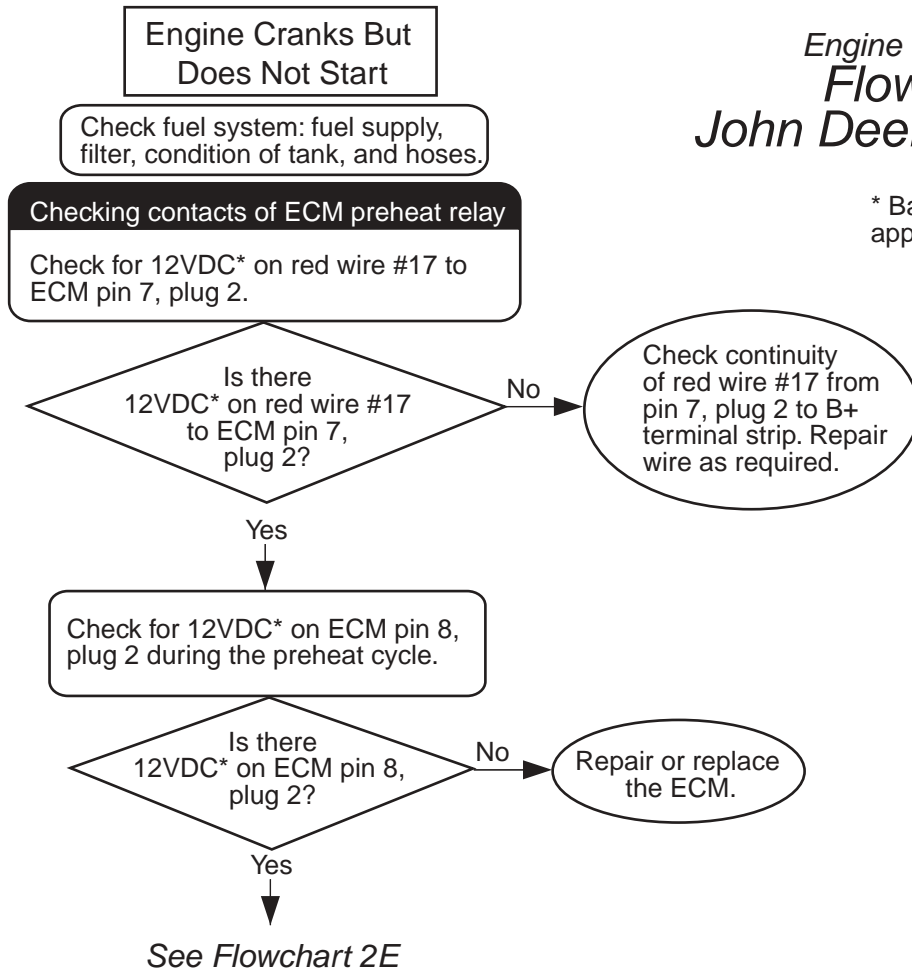 Engine Cranks But
Does Not Start
Engine
John
* 
Check fuel system: fuel supply,
filter, condition of tank, and hoses.
Checking contacts of ECM preheat relay
Check for 12VDC* on red wire #17 to
ECM pin 7, plug 2.
Is there
12VDC* on red wire #17
to ECM pin 7,
plug 2?
No
Check continuity
of red wire #17 from
pin 7, plug 2 to B+
terminal strip. Repair
wire as required.
Yes
Check for 12VDC* on ECM pin 8,
plug 2 during the preheat cycle.
Is there
12VDC* on ECM pin 8,
plug 2?
No
Repair or replace
the ECM.
Yes
See Flowchart 2E